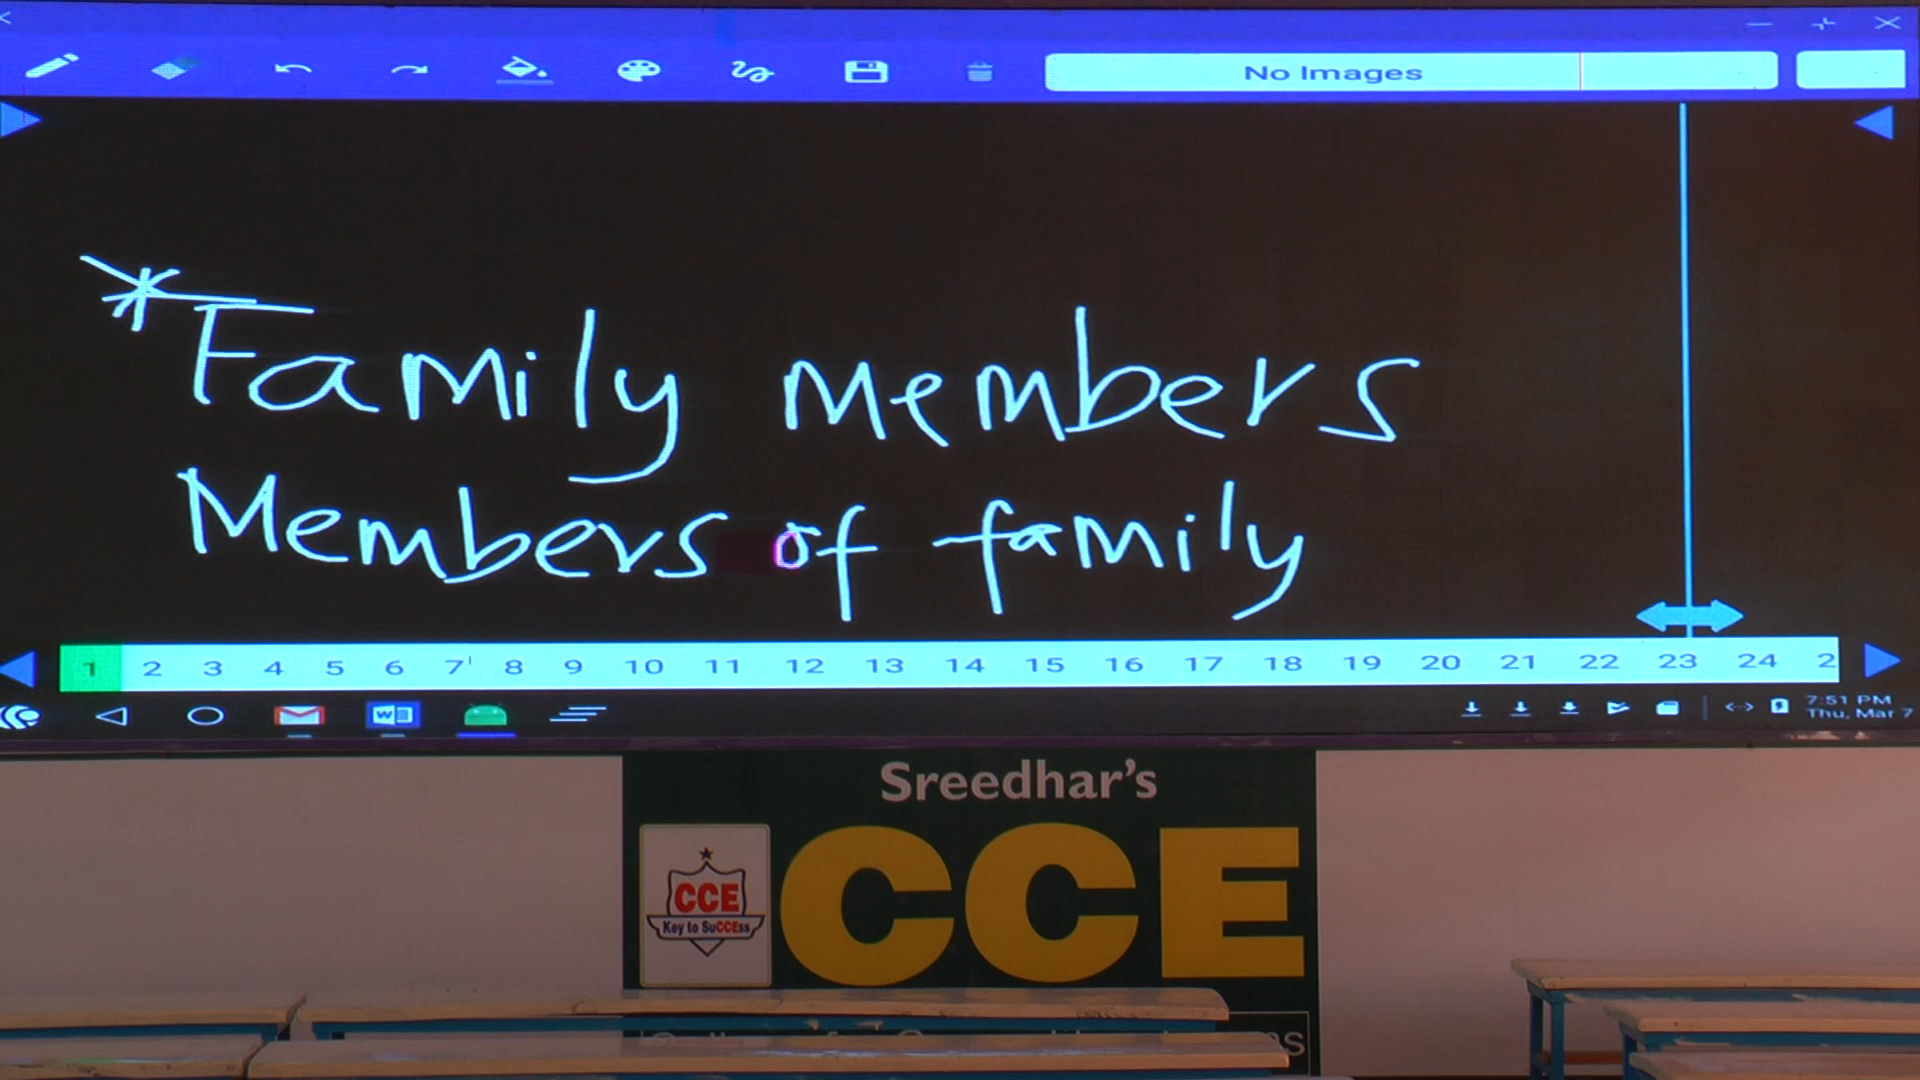 No Images
*Family members
Members of family
1 2 3 4 5 6 7 8 9 10 11 12 13 14 15 16 17 18 19 20 21 22 23 24 2
W
7:51 PM
Thu, Mar 7
Sreedhar's
CCE
CCE
Key to SuCCEss